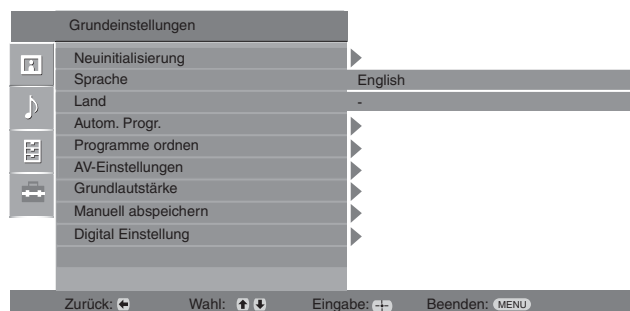 Grundeinstellungen
Neuinitialisierung
Sprache English
Land -
Autom. Progr.
Programme ordnen
AV-Einstellungen
Grundlautstärke
Manuell abspeichern
Digital Einstellung
Zurück: Wahl: Eingabe: Beenden: MENU